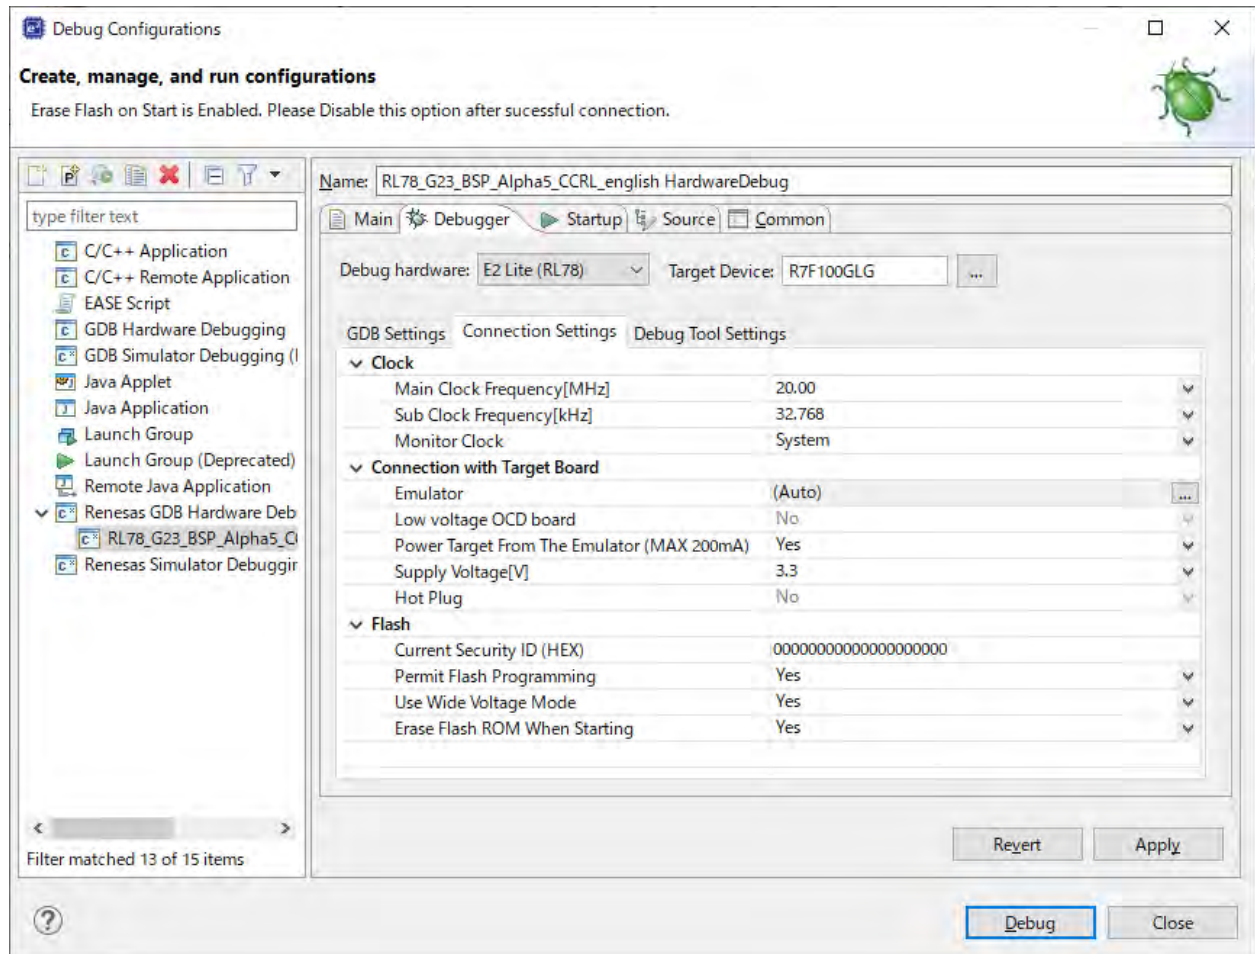 Debug Configurations
Create, manage, and run configurations
Erase Flash on Start is Enabled. Please Disable this option after sucessful connection.
type filter text
C/C++ Application
C/C++ Remote Application
EASE Script
GDB Hardware Debugging
GDB Simulator Debugging (
Java Applet
Java Application
Launch Group
Launch Group (Deprecated)
Remote Java Application
Renesas GDB Hardware Deb
RL78_G23_BSP_Alpha5_C
Renesas Simulator Debuggin
Filter matched 13 of 15 items
Name: RL78_G23_BSP_Alpha5_CCRL_english HardwareDebug
Main Debugger Startup Source Common
Debug hardware: E2 Lite (RL78) Target Device: R7F100GLG ...
GDB Settings Connection Settings Debug Tool Settings
Clock
Main Clock Frequency[MHz] 20.00
Sub Clock Frequency[kHz] 32.768
Monitor Clock System
Connection with Target Board
Emulator (Auto) ...
Low voltage OCD board No
Power Target From The Emulator (MAX 200mA) Yes
Supply Voltage[V] 3.3
Hot Plug No
Flash
Current Security ID (HEX) 00000000000000000000
Permit Flash Programming Yes
Use Wide Voltage Mode Yes
Erase Flash ROM When Starting Yes
Revert Apply
Debug Close